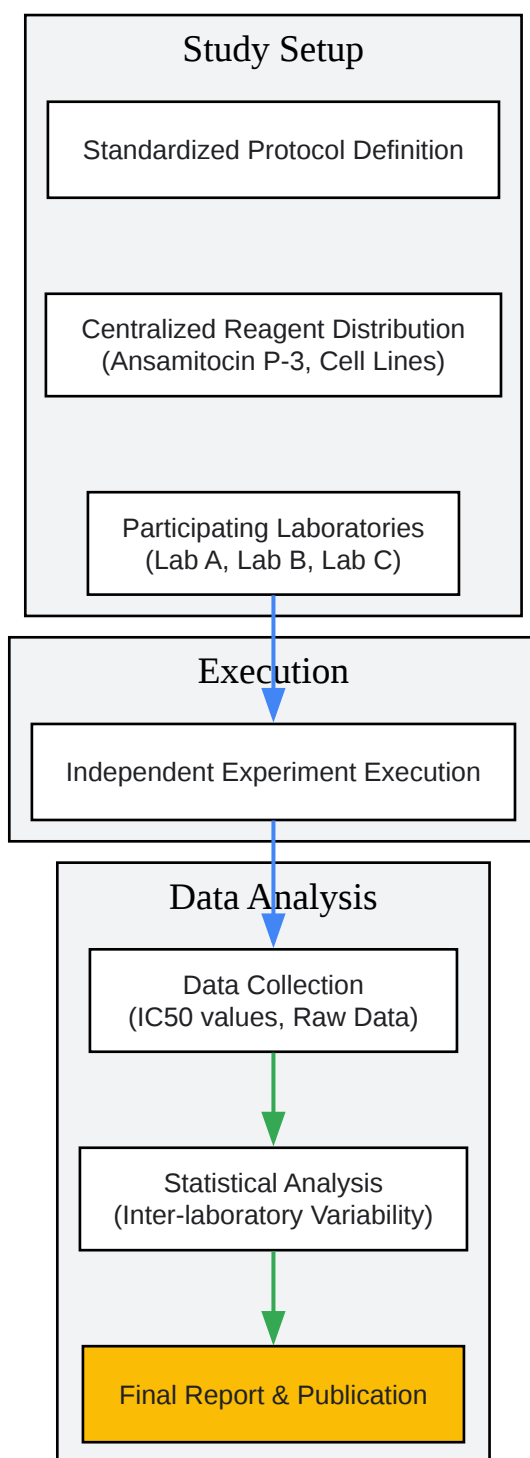 Study Setup
Standardized Protocol Definition
Centralized Reagent Distribution
(Ansamitocin P-3, Cell Lines)
Participating Laboratories
(Lab A, Lab B, Lab C)
Execution
Independent Experiment Execution
Data Analysis
Data Collection
(IC50 values, Raw Data)
Statistical Analysis
(Inter-laboratory Variability)
Final Report & Publication